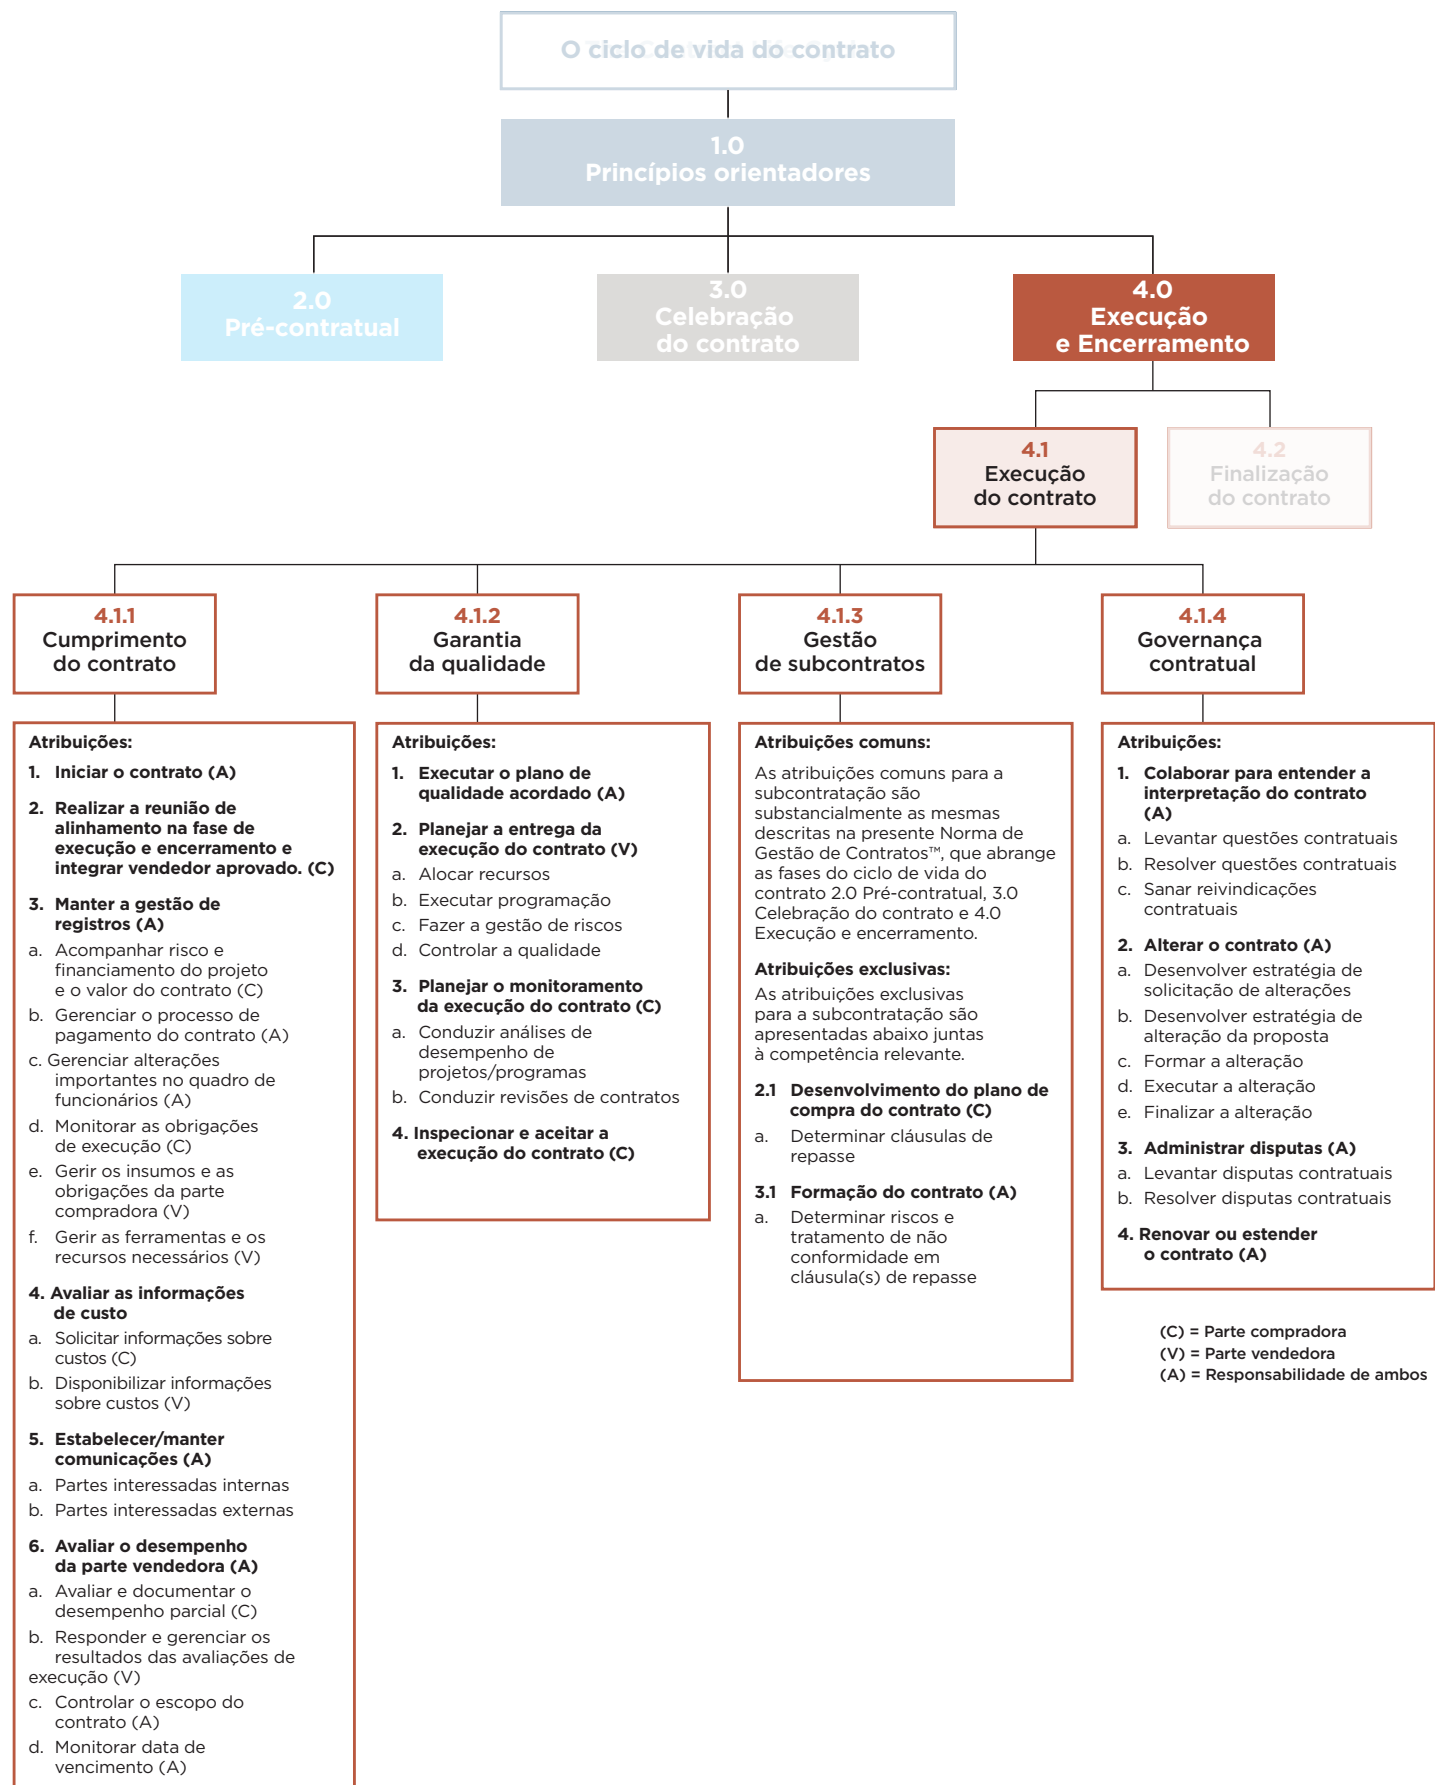 O ciclo de vida do contrato
1.0
Princípios orientadores
2.0
Pré-contratual
3.0
Celebração
do contrato
4.0
Execução
e Encerramento
4.1
Execução
do contrato
4.2
Finalização
do contrato
4.1.1
Cumprimento
do contrato
4.1.2
Garantia
da qualidade
4.1.3
Gestão
de subcontratos
4.1.4
Governança
contratual
Atribuições:
1. Iniciar o contrato (A)
2. Realizar a reunião de
alinhamento na fase de
execução e encerramento e
integrar vendedor aprovado. (C)
3. Manter a gestão de
registros (A)
a. Acompanhar risco e
financiamento do projeto
e o valor do contrato (C)
b. Gerenciar o processo de
pagamento do contrato (A)
c. Gerenciar alterações
importantes no quadro de
funcionários (A)
d. Monitorar as obrigações
de execução (C)
e. Gerir os insumos e as
obrigações da parte
compradora (V)
f. Gerir as ferramentas e os
recursos necessários (V)
4. Avaliar as informações
de custo
a. Solicitar informações sobre
custos (C)
b. Disponibilizar informações
sobre custos (V)
5. Estabelecer/manter
comunicações (A)
a. Partes interessadas internas
b. Partes interessadas externas
6. Avaliar o desempenho
da parte vendedora (A)
a. Avaliar e documentar o
desempenho parcial (C)
b. Responder e gerenciar os
resultados das avaliações de
execução (V)
c. Controlar o escopo do
contrato (A)
d. Monitorar data de
vencimento (A)
Atribuições:
1. Executar o plano de
qualidade acordado (A)
2. Planejar a entrega da
execução do contrato (V)
a. Alocar recursos
b. Executar programação
c. Fazer a gestão de riscos
d. Controlar a qualidade
3. Planejar o monitoramento
da execução do contrato (C)
a. Conduzir análises de
desempenho de
projetos/programas
b. Conduzir revisões de contratos
4. Inspecionar e aceitar a
execução do contrato (C)
Atribuições comuns:
As atribuições comuns para a
subcontratação são
substancialmente as mesmas
descritas na presente Norma de
Gestão de Contratos™, que abrange
as fases do ciclo de vida do
contrato 2.0 Pré-contratual, 3.0
Celebração do contrato e 4.0
Execução e encerramento.
Atribuições exclusivas:
As atribuições exclusivas
para a subcontratação são
apresentadas abaixo juntas
à competência relevante.
2.1 Desenvolvimento do plano de
compra do contrato (C)
a. Determinar cláusulas de
repasse
3.1 Formação do contrato (A)
a. Determinar riscos e
tratamento de não
conformidade em
cláusula(s) de repasse
Atribuições:
1. Colaborar para entender a
interpretação do contrato
(A)
a. Levantar questões contratuais
b. Resolver questões contratuais
c. Sanar reivindicações
contratuais
2. Alterar o contrato (A)
a. Desenvolver estratégia de
solicitação de alterações
b. Desenvolver estratégia de
alteração da proposta
c. Formar a alteração
d. Executar a alteração
e. Finalizar a alteração
3. Administrar disputas (A)
a. Levantar disputas contratuais
b. Resolver disputas contratuais
4. Renovar ou estender
o contrato (A)
(C) = Parte compradora
(V) = Parte vendedora
(A) = Responsabilidade de ambos